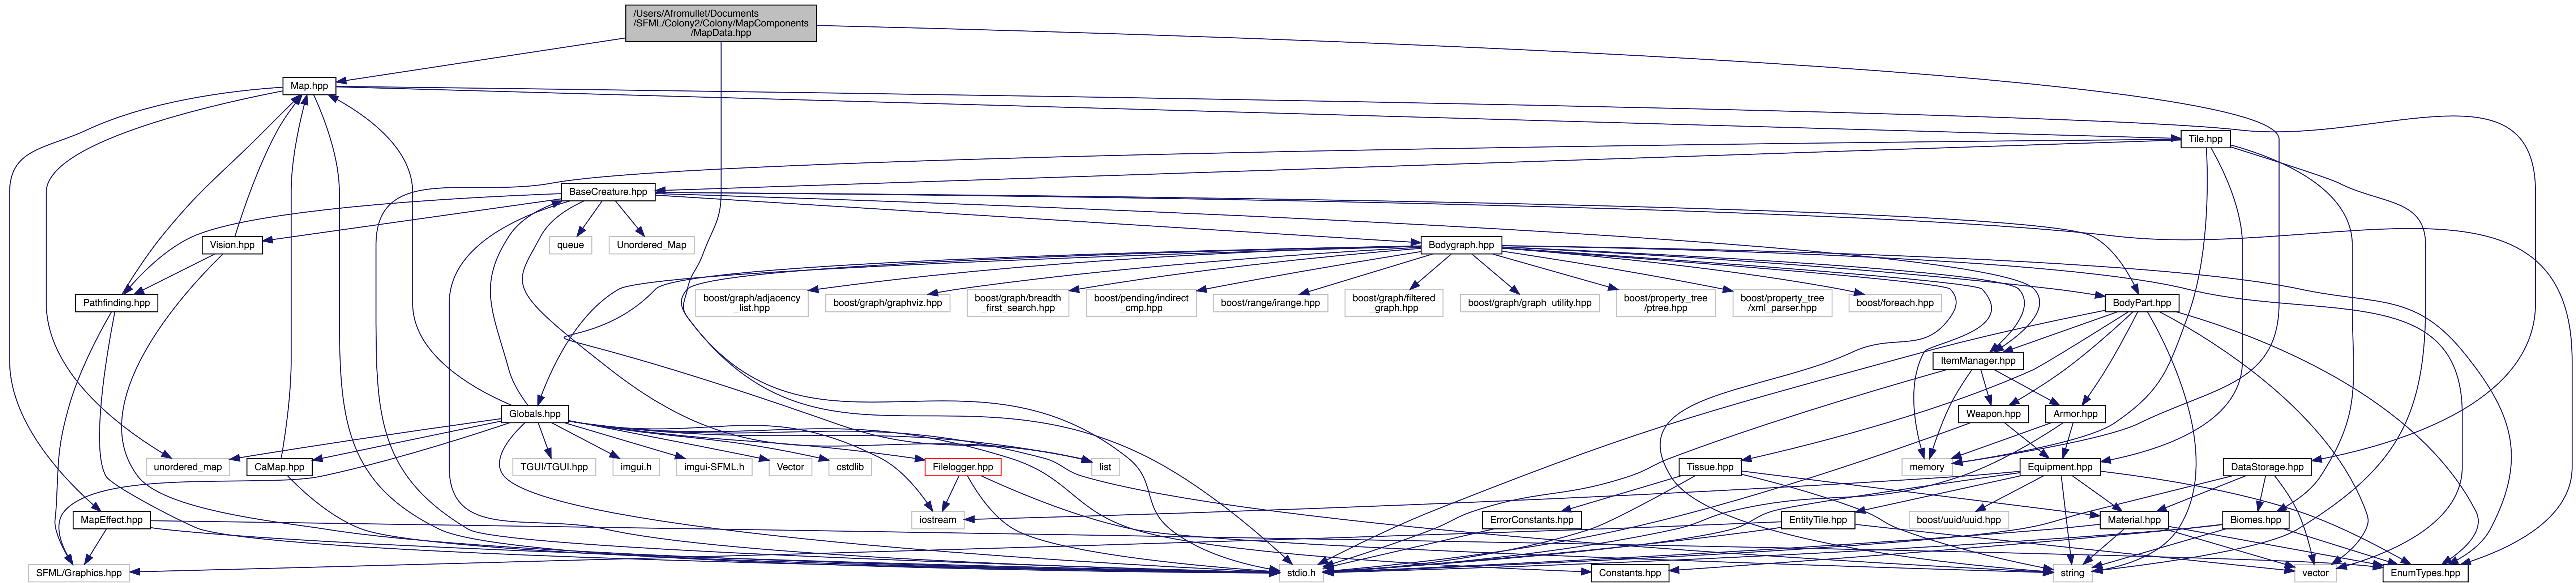 /Users/Afromullet/Documents
/SFML/Colony2/Colony/MapComponents
/MapData.hpp
Map.hpp
Tile.hpp
BaseCreature.hpp
Vision.hpp
queue
Unordered_Map
Bodygraph.hpp
Pathfinding.hpp
boost/graph/adjacency
_list.hpp
boost/graph/graphviz.hpp
boost/graph/breadth
_first_search.hpp
boost/pending/indirect
_cmp.hpp
boost/range/irange.hpp
boost/graph/filtered
_graph.hpp
boost/graph/graph_utility.hpp
boost/property_tree
/ptree.hpp
boost/property_tree
/xml_parser.hpp
boost/foreach.hpp
BodyPart.hpp
ItemManager.hpp
Globals.hpp
Weapon.hpp
Armor.hpp
unordered_map
CaMap.hpp
TGUI/TGUI.hpp
imgui.h
imgui-SFML.h
Vector
cstdlib
Filelogger.hpp
list
Tissue.hpp
memory
Equipment.hpp
DataStorage.hpp
MapEffect.hpp
iostream
ErrorConstants.hpp
EntityTile.hpp
boost/uuid/uuid.hpp
Material.hpp
Biomes.hpp
SFML/Graphics.hpp
stdio.h
Constants.hpp
string
vector
EnumTypes.hpp